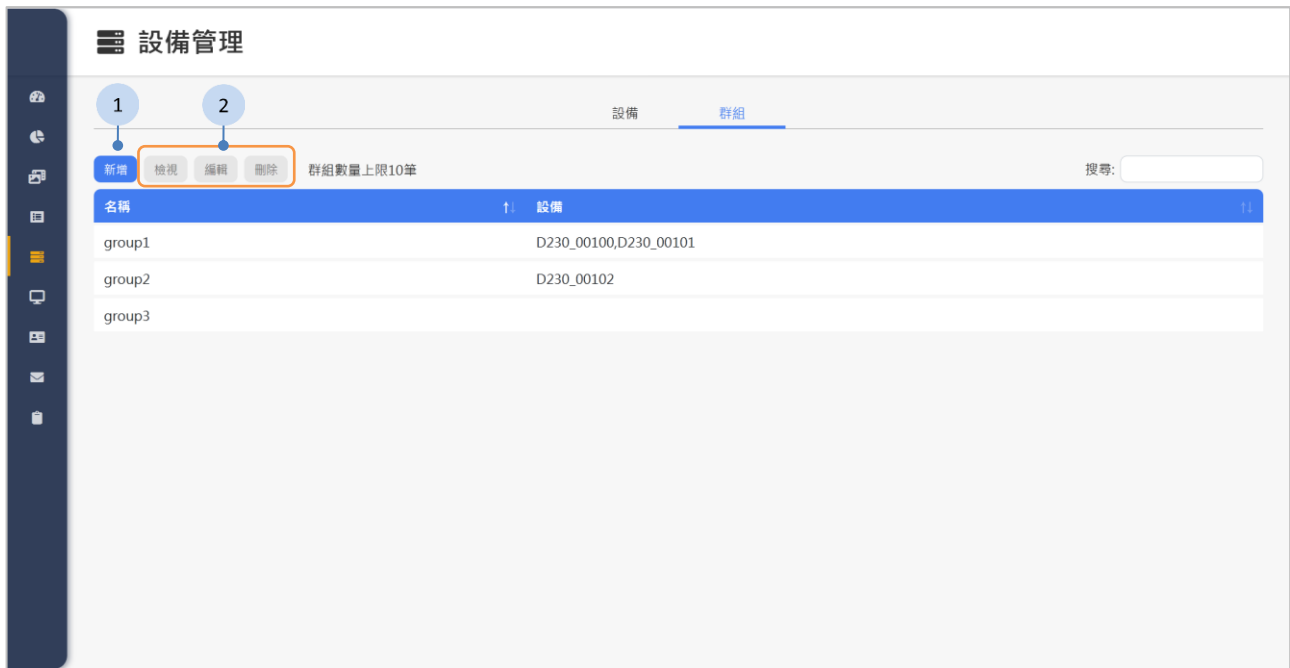 設備管理
1 2
設備 群組
新增 檢視 編輯 刪除 群組數量上限10筆 搜尋:
名稱 設備
group1 D230_00100,D230_00101
group2 D230_00102
group3